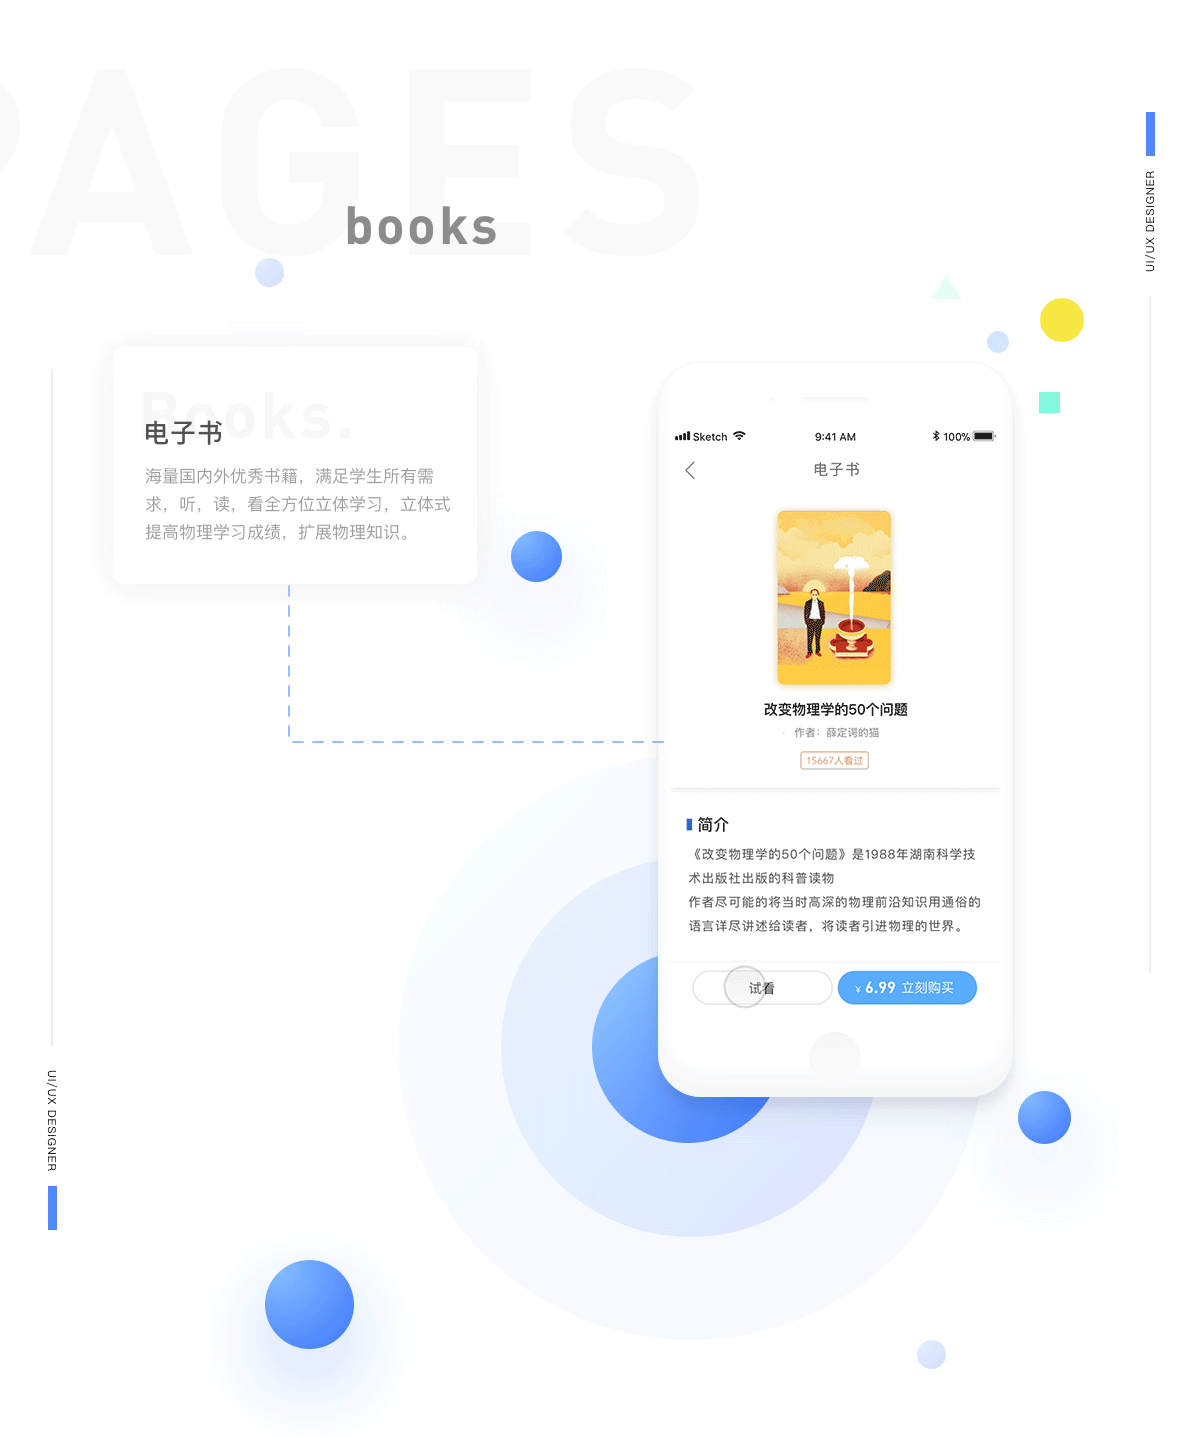 PAGES
books
UI/UX DESIGNER
Books.
电子书
海量国内外优秀书籍，满足学生所有需
求，听，读，看全方位立体学习，立体式
提高物理学习成绩，扩展物理知识。
Sketch 9:41 AM 100%
电子书
改变物理学的50个问题
· 作者：薛定谔的猫
15667人看过
简介
《改变物理学的50个问题》是1988年湖南科学技
术出版社出版的科普读物
作者尽可能的将当时高深的物理前沿知识用通俗的
语言详尽讲述给读者，将读者引进物理的世界。
试看
¥ 6.99 立刻购买
UI/UX DESIGNER